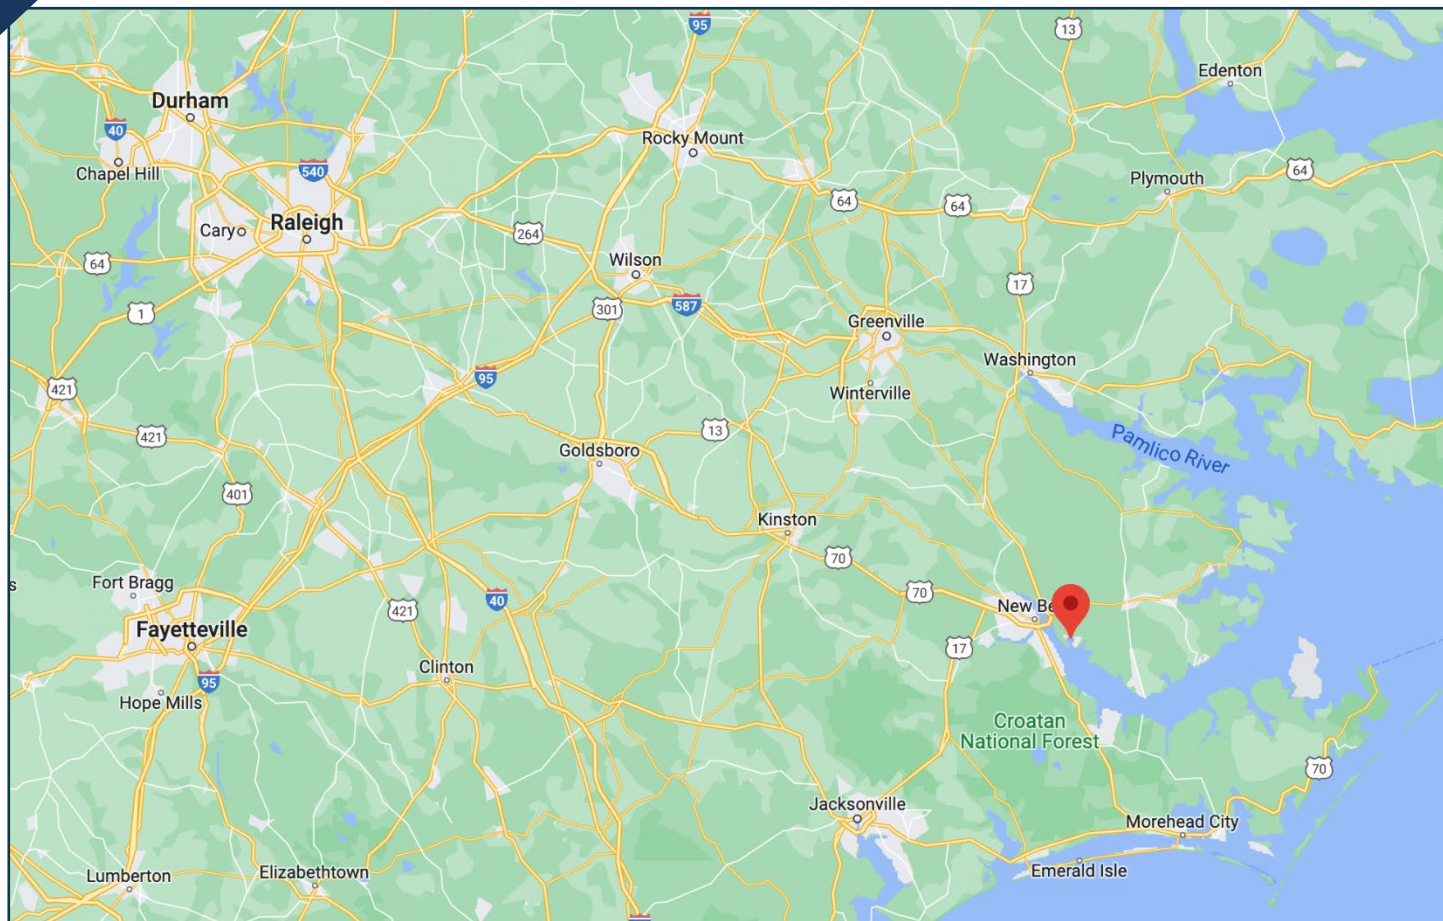 95
13
Edenton
Durham
40
Rocky Mount
Chapel Hill
540
64
Plymouth
64
64
Raleigh
Cary
264
64
Wilson
17
1
301
587
Greenville
Washington
95
421
Winterville
421
13
Pamlico River
Goldsboro
401
Kinston
70
s
Fort Bragg
70
421
40
New Be
Fayetteville
17
Clinton
95
Hope Mills
Croatan
National Forest
70
Jacksonville
Morehead City
Lumberton
Elizabethtown
Emerald Isle